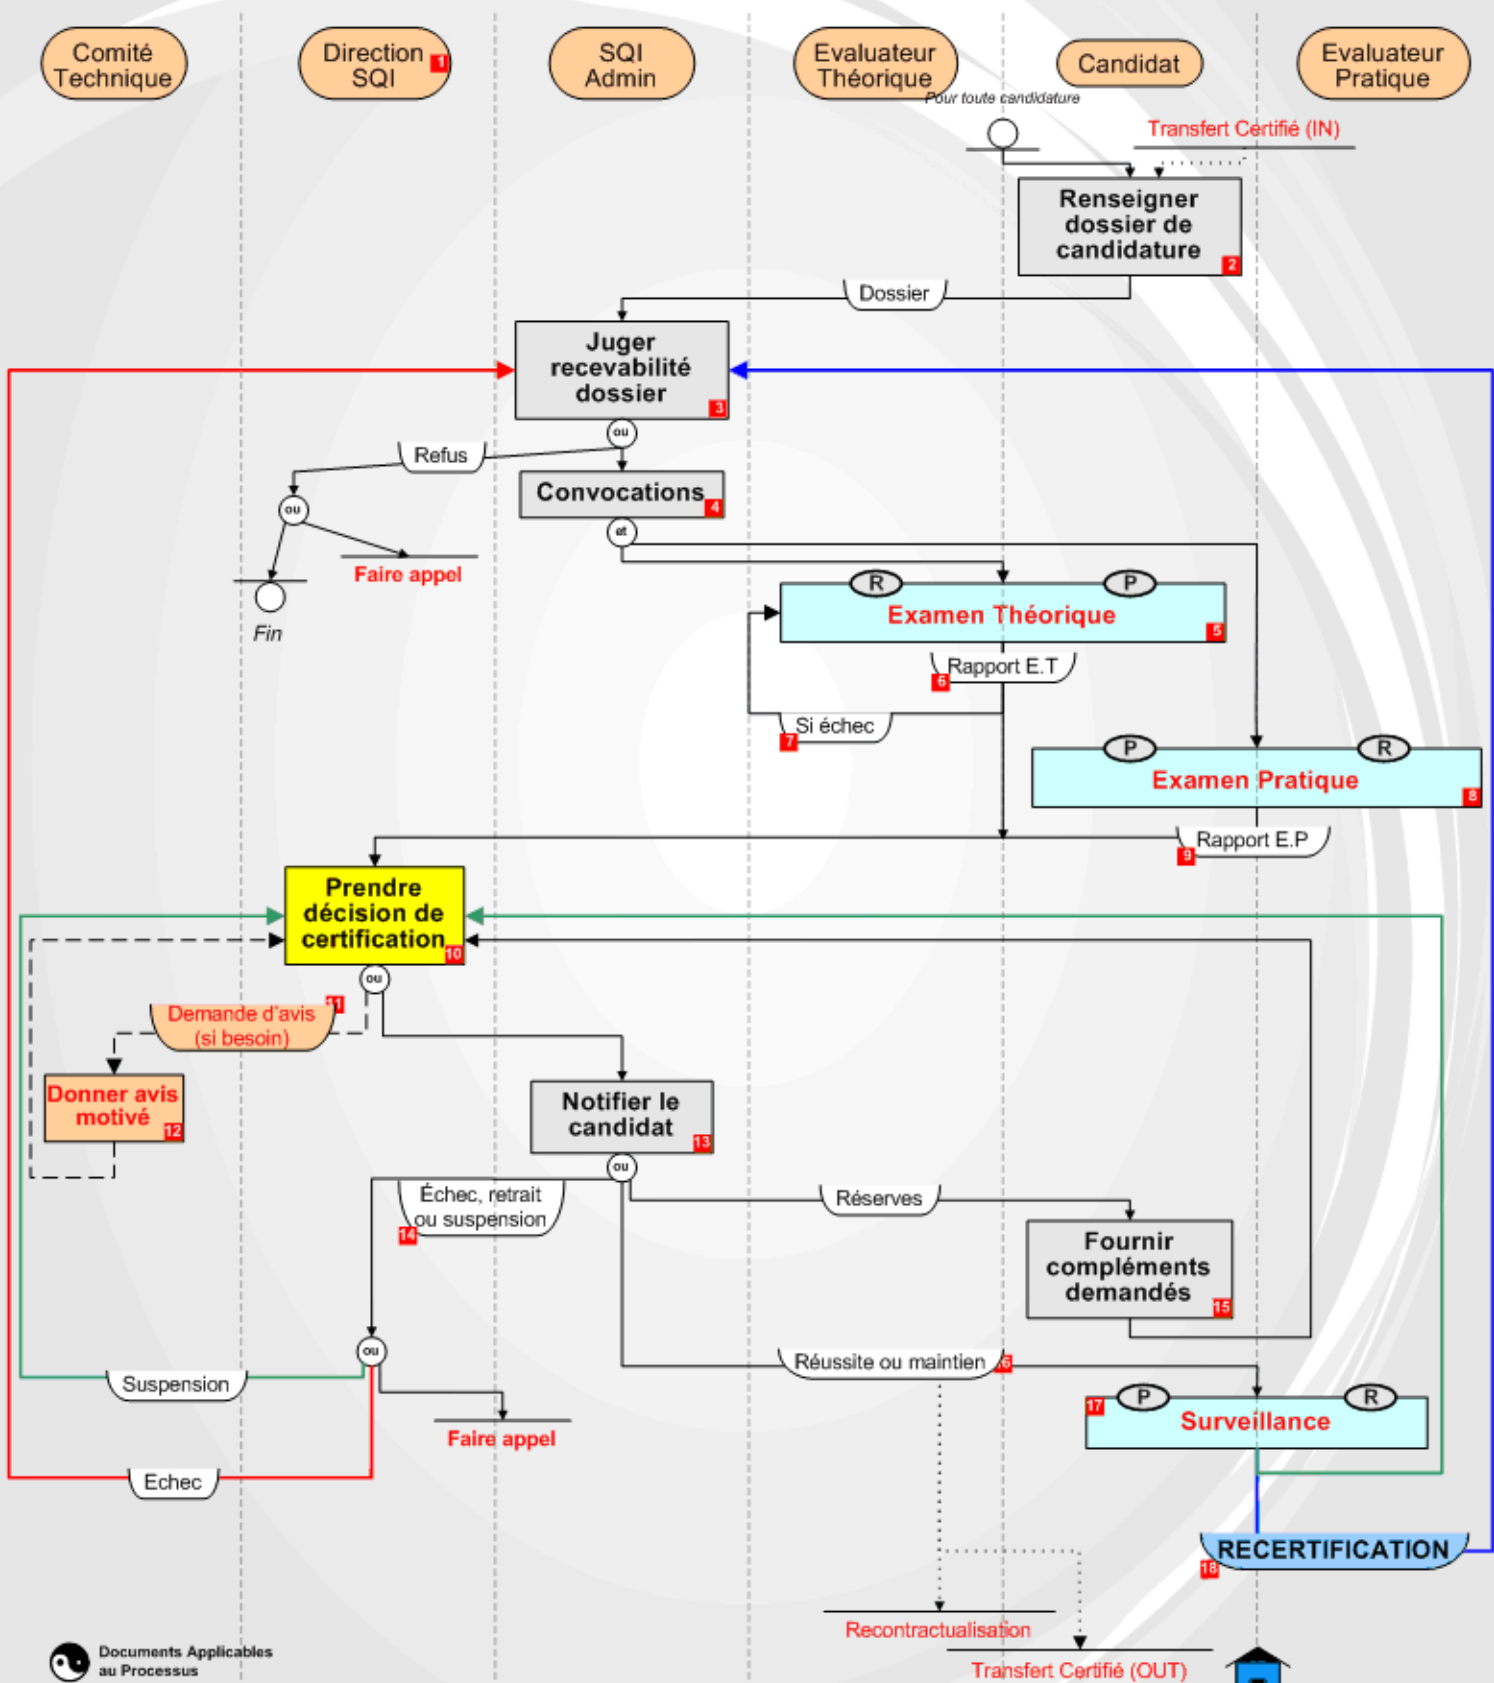 Comité
Technique
Direction
SQI
1
SQI
Admin
Evaluateur
Théorique
Candidat
Evaluateur
Pratique
Pour toute candidature
Transfert Certifié (IN)
Renseigner
dossier de
candidature
2
Dossier
Juger
recevabilité
dossier
3
ou
Refus
Convocations
4
ou
et
Faire appel
Fin
R
P
Examen Théorique
5
Rapport E.T
6
Si échec
7
P
R
Examen Pratique
8
Rapport E.P
9
Prendre
décision de
certification
10
ou
11
Demande d'avis
(si besoin)
Donner avis
motivé
12
Notifier le
candidat
13
ou
Échec, retrait
ou suspension
14
Réserves
Fournir
compléments
demandés
15
ou
Réussite ou maintien
16
Suspension
P
R
17
Surveillance
Faire appel
Echec
RECERTIFICATION
18
Recontractualisation
Transfert Certifié (OUT)
Documents Applicables
au Processus